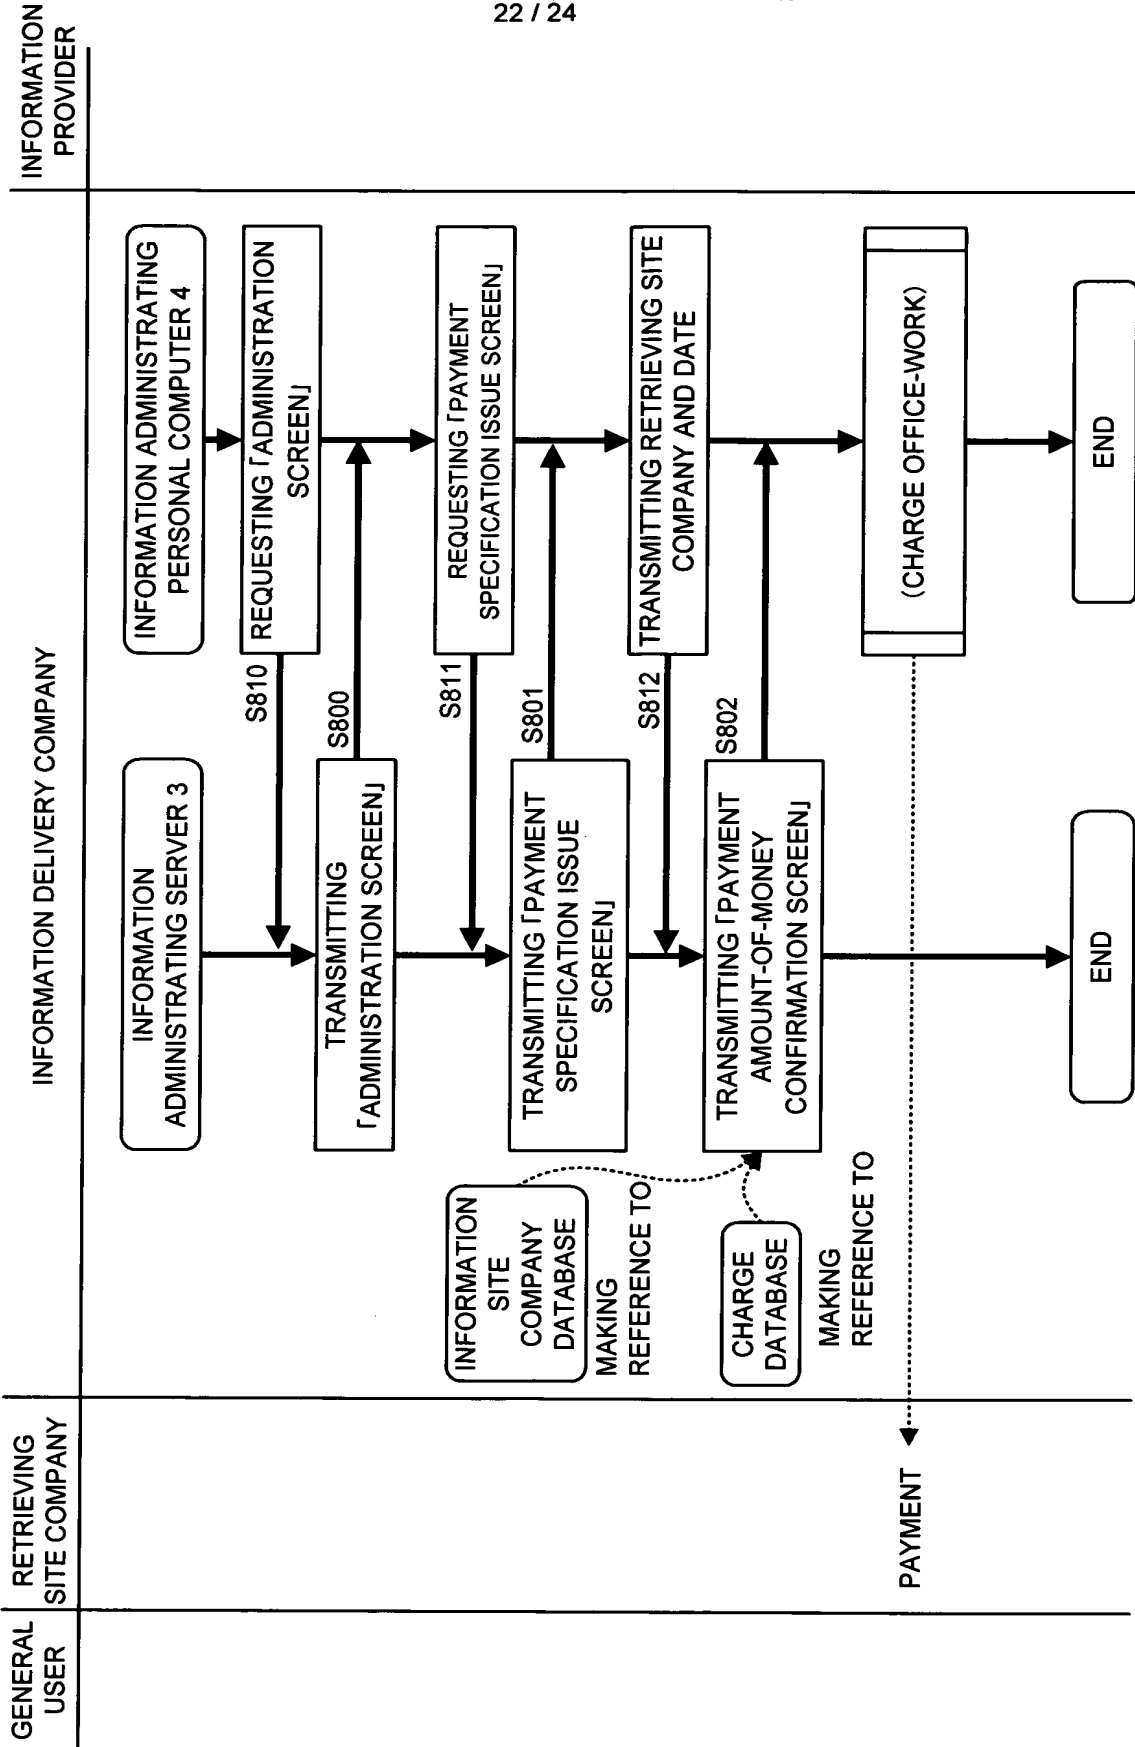 22 / 24
GENERAL
USER
RETRIEVING
SITE COMPANY
INFORMATION DELIVERY COMPANY
INFORMATION
PROVIDER
INFORMATION
ADMINISTRATING SERVER 3
INFORMATION ADMINISTRATING
PERSONAL COMPUTER 4
S810
REQUESTING「ADMINISTRATION
SCREEN」
TRANSMITTING
「ADMINISTRATION SCREEN」
S800
S811
REQUESTING「PAYMENT
SPECIFICATION ISSUE SCREEN」
INFORMATION
SITE
COMPANY
DATABASE
MAKING
REFERENCE TO
TRANSMITTING「PAYMENT
SPECIFICATION ISSUE
SCREEN」
S801
S812
TRANSMITTING RETRIEVING SITE
COMPANY AND DATE
CHARGE
DATABASE
MAKING
REFERENCE TO
TRANSMITTING「PAYMENT
AMOUNT-OF-MONEY
CONFIRMATION SCREEN」
S802
PAYMENT
(CHARGE OFFICE-WORK)
END
END